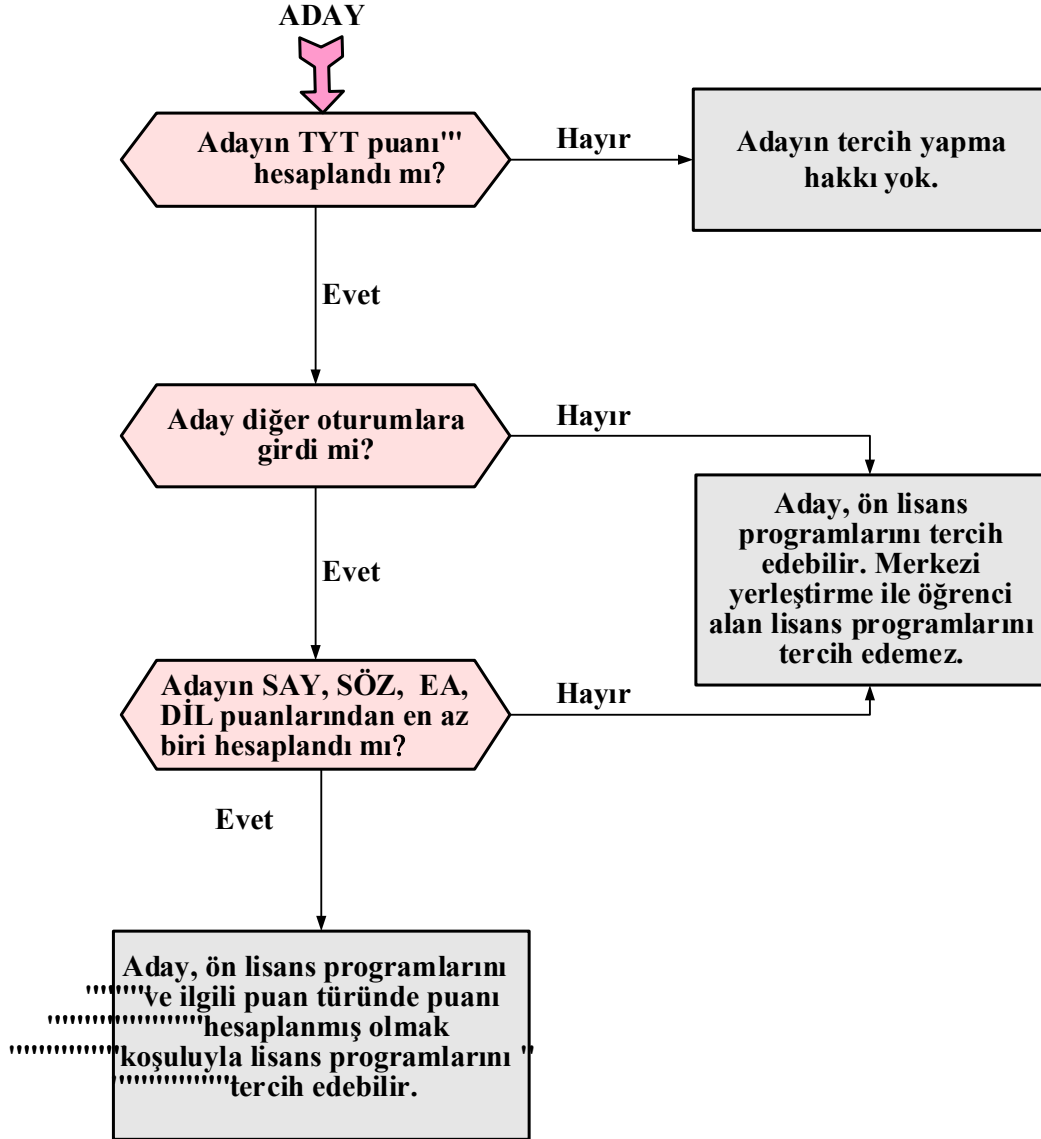 ADAY
Adayın TYT puanı'''
hesaplandı mı?
Hayır
Adayın tercih yapma
hakkı yok.
Evet
Aday diğer oturumlara
girdi mi?
Hayır
Aday, ön lisans
programlarını tercih
edebilir. Merkezi
yerleştirme ile öğrenci
alan lisans programlarını
tercih edemez.
Evet
Adayın SAY, SÖZ, EA,
DİL puanlarından en az
biri hesaplandı mı?
Hayır
Evet
Aday, ön lisans programlarını
''''''''ve ilgili puan türünde puanı
''''''''''''''''''''hesaplanmış olmak
''''''''''''''koşuluyla lisans programlarını ''
'''''''''''''''tercih edebilir.